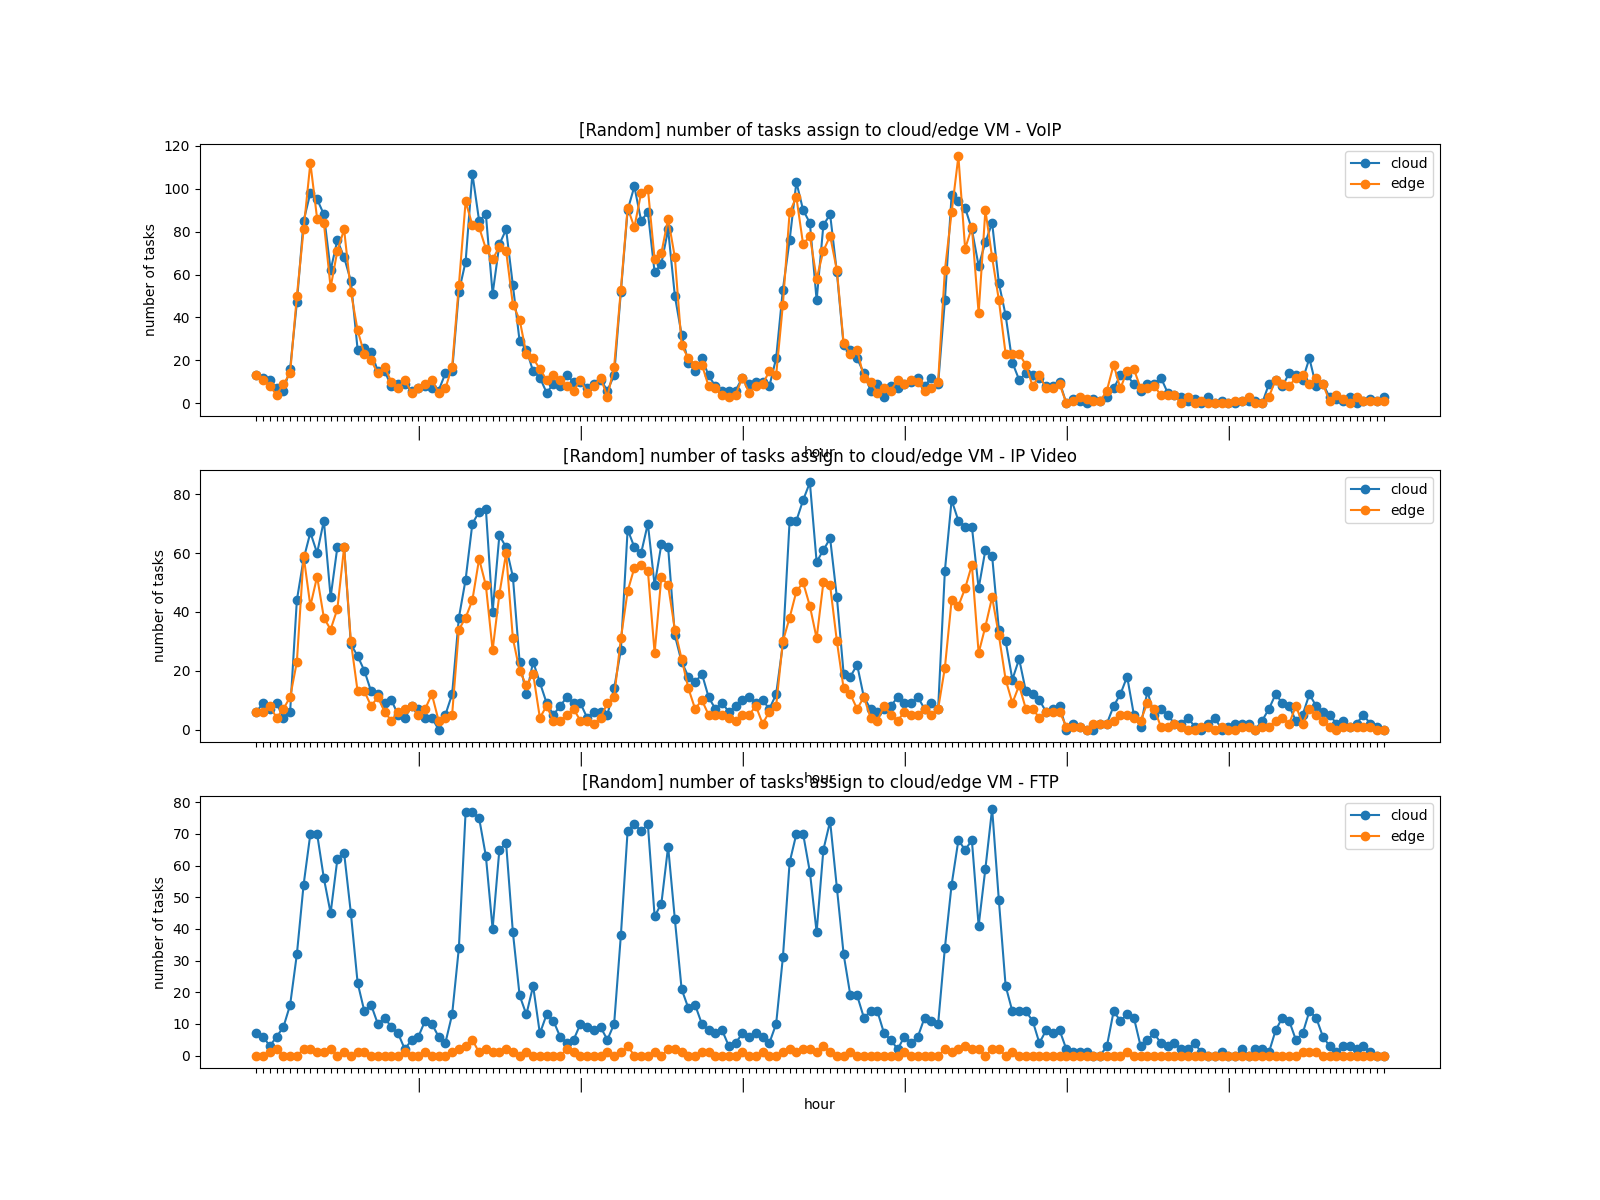 [Random] number of tasks assign to cloud/edge VM - VoIP
120
100
80
60
40
20
0
number of tasks
cloud
edge
hour
[Random] number of tasks assign to cloud/edge VM - IP Video
80
60
40
20
0
number of tasks
cloud
edge
hour
[Random] number of tasks assign to cloud/edge VM - FTP
80
70
60
50
40
30
20
10
0
number of tasks
cloud
edge
hour